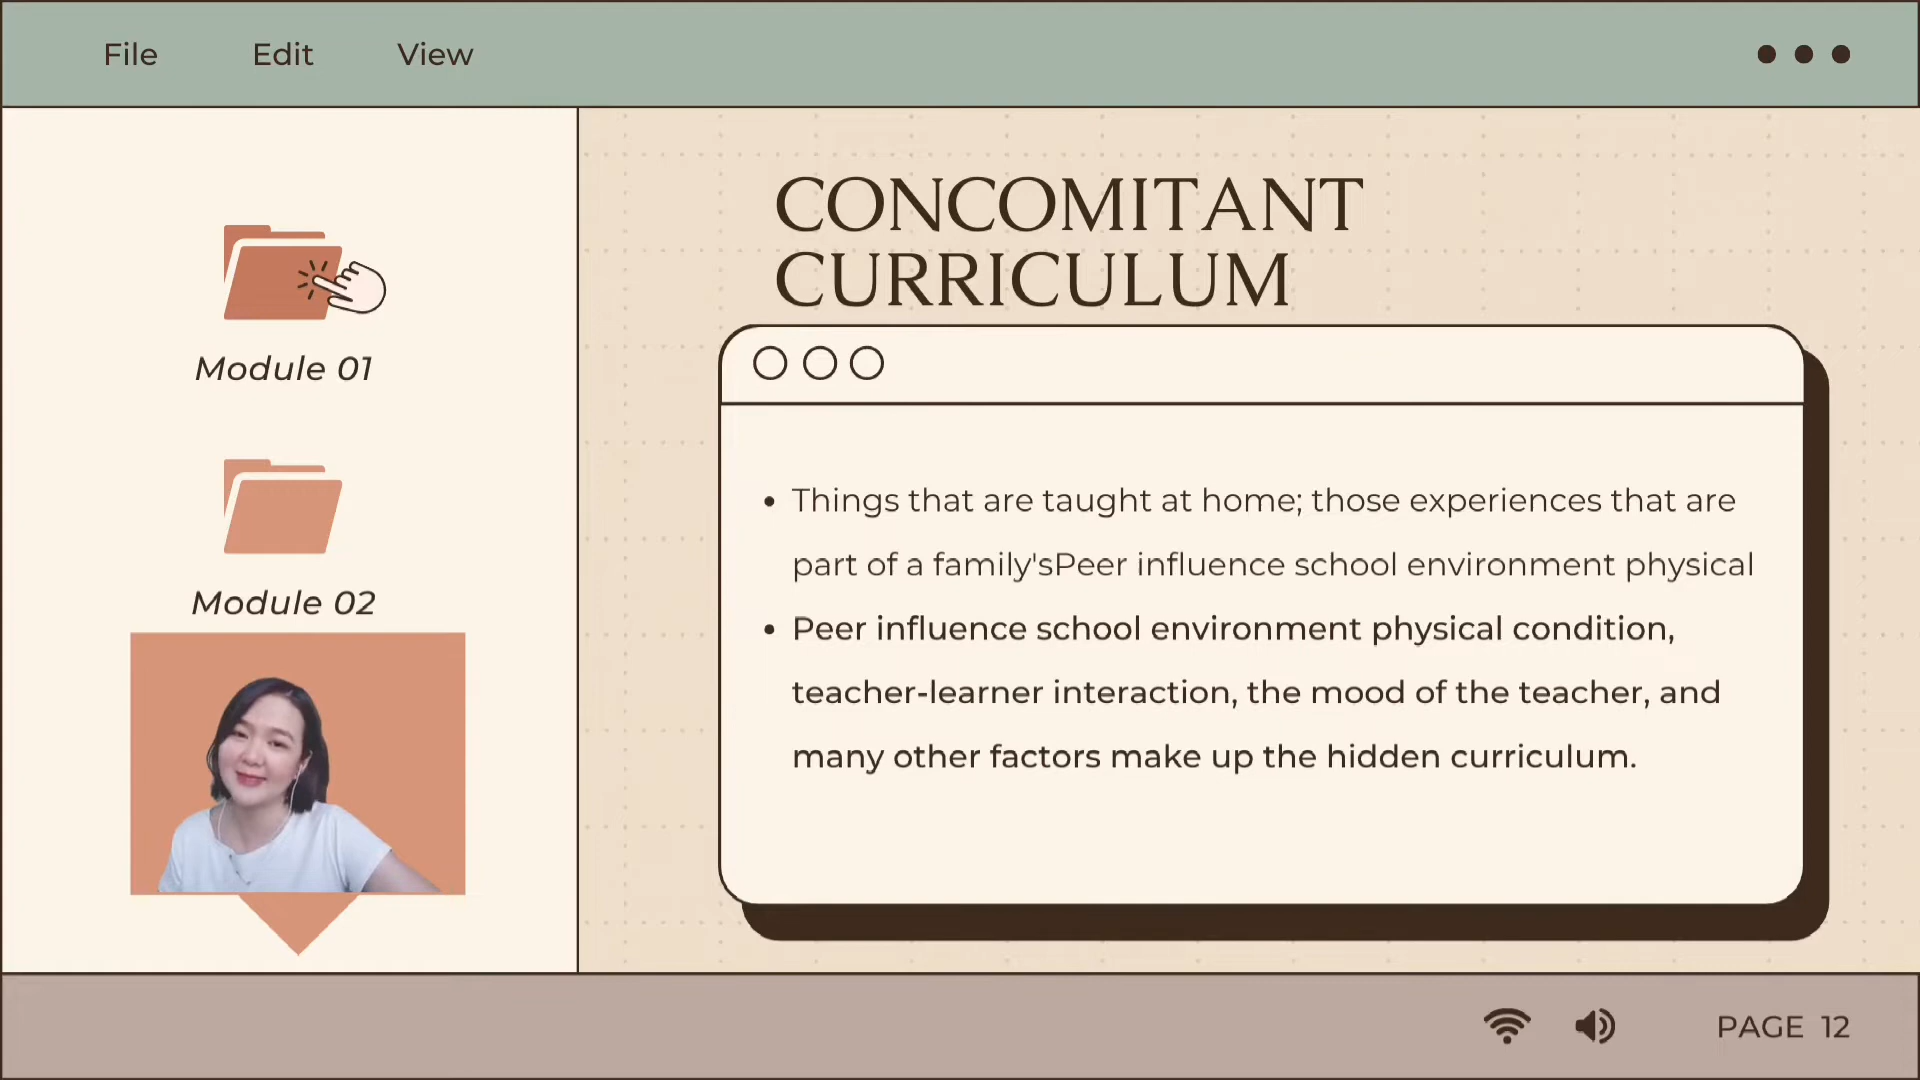 File Edit View
Module 01
Module 02
CONCOMITANT
CURRICULUM
• Things that are taught at home; those experiences that are
part of a family'sPeer influence school environment physical
• Peer influence school environment physical condition,
teacher-learner interaction, the mood of the teacher, and
many other factors make up the hidden curriculum.
PAGE 12